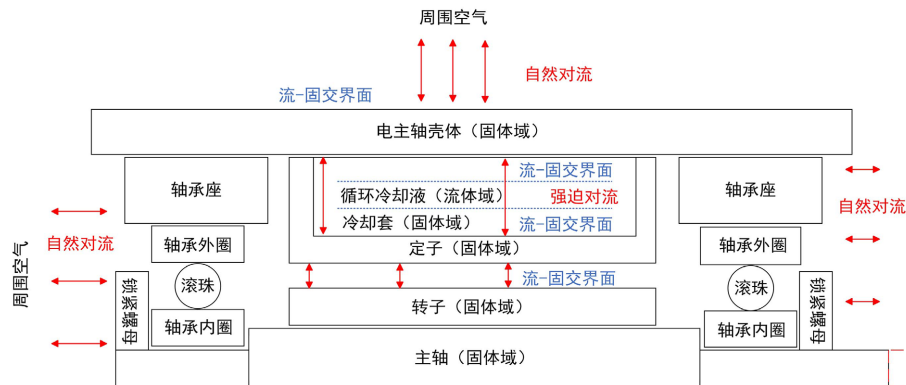 周围空气
自然对流
流-固交界面
电主轴壳体（固体域）
轴承座
流-固交界面
循环冷却液（流体域）
强迫对流
轴承座
冷却套（固体域）
流-固交界面
自然对流
自然对流
轴承外圈
定子（固体域）
轴承外圈
周围空气
滚珠
流-固交界面
滚珠
锁紧螺母
转子（固体域）
锁紧螺母
轴承内圈
轴承内圈
主轴（固体域）